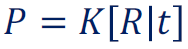 P = K[R|t]